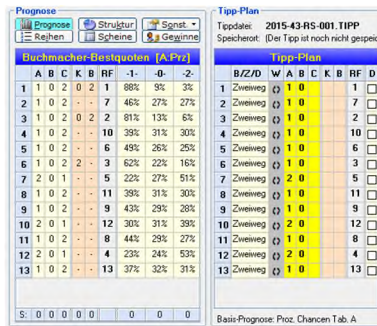 Prognose
Prognose Struktur Sonst.
Reihen Scheine Gewinne
Buchmacher-Bestquoten [A:Prz]
A B C K B RF -1- -0- -2-
1 1 0 2 0 2 1 88% 9% 3%
2 1 0 2 - - 7 46% 27% 27%
3 1 0 2 0 2 2 81% 13% 6%
4 1 0 2 - - 10 39% 31% 30%
5 1 0 2 - - 6 49% 26% 25%
6 1 0 2 2 - 3 62% 22% 16%
7 2 0 1 - - 5 22% 27% 51%
8 1 0 2 - - 11 39% 31% 30%
9 1 0 2 - - 9 43% 29% 28%
10 2 0 1 - - 12 30% 31% 39%
11 1 0 2 - - 8 44% 29% 27%
12 2 0 1 - - 4 23% 24% 53%
13 1 0 2 - - 13 37% 32% 31%
S: 0 0 0 0 0 0 0 0
Tipp-Plan
Tippdatei: 2015-43-RS-001.TIPP
Speicherort: (Der Tipp ist noch nicht gespeic
Tipp-Plan
B/Z/D W A B K B RF D
1 Zweiweg 1 0 1
2 Zweiweg 1 0 7
3 Zweiweg 1 0 2
4 Zweiweg 1 0 10
5 Zweiweg 1 0 6
6 Zweiweg 1 0 3
7 Zweiweg 2 0 5
8 Zweiweg 1 0 11
9 Zweiweg 1 0 9
10 Zweiweg 2 0 12
11 Zweiweg 1 0 8
12 Zweiweg 2 0 4
13 Zweiweg 1 0 13
Basis-Prognose: Proz. Chancen Tab. A